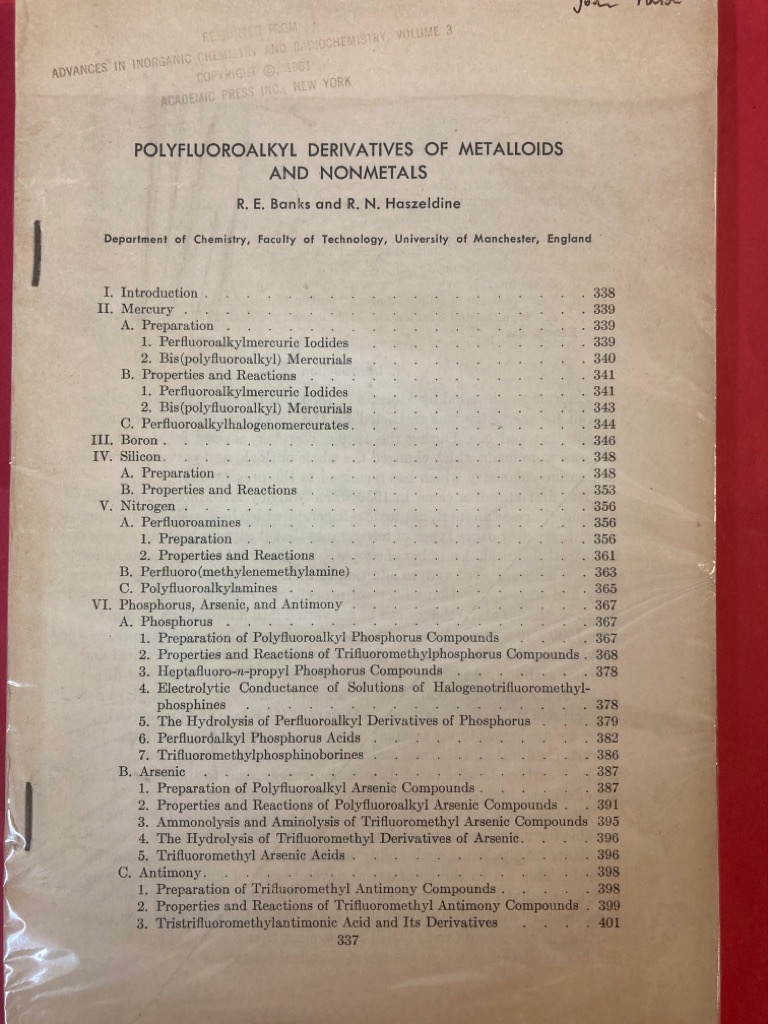 REPRINTED FROM
ADVANCES IN INORGANIC CHEMISTRY AND RADIOCHEMISTRY, VOLUME 3
COPYRIGHT ©, 1961
ACADEMIC PRESS INC., NEW YORK
POLYFLUOROALKYL DERIVATIVES OF METALLOIDS
AND NONMETALS
R. E. Banks and R. N. Haszeldine
Department of Chemistry, Faculty of Technology, University of Manchester, England
I. Introduction . . . . . . . . . . . . . . . . . . . 338
II. Mercury . . . . . . . . . . . . . . . . . . . . 339
A. Preparation . . . . . . . . . . . . . . . . . . 339
1. Perfluoroalkylmercuric Iodides . . . . . . . . . . . 339
2. Bis(polyfluoroalkyl) Mercurials . . . . . . . . . . . 340
B. Properties and Reactions . . . . . . . . . . . . . . 341
1. Perfluoroalkylmercuric Iodides . . . . . . . . . . . 341
2. Bis(polyfluoroalkyl) Mercurials . . . . . . . . . . . 343
C. Perfluoroalkylhalogenomercurates . . . . . . . . . . . . 344
III. Boron . . . . . . . . . . . . . . . . . . . . . 346
IV. Silicon . . . . . . . . . . . . . . . . . . . . . 348
A. Preparation . . . . . . . . . . . . . . . . . . 348
B. Properties and Reactions . . . . . . . . . . . . . . 353
V. Nitrogen . . . . . . . . . . . . . . . . . . . . 356
A. Perfluoroamines . . . . . . . . . . . . . . . . . 356
1. Preparation . . . . . . . . . . . . . . . . . 356
2. Properties and Reactions . . . . . . . . . . . . . 361
B. Perfluoro(methylenemethylamine) . . . . . . . . . . . 363
C. Polyfluoroalkylamines . . . . . . . . . . . . . . . 365
VI. Phosphorus, Arsenic, and Antimony . . . . . . . . . . . . 367
A. Phosphorus . . . . . . . . . . . . . . . . . . 367
1. Preparation of Polyfluoroalkyl Phosphorus Compounds . . . . 367
2. Properties and Reactions of Trifluoromethylphosphorus Compounds . 368
3. Heptafluoro-n-propyl Phosphorus Compounds . . . . . . . 378
4. Electrolytic Conductance of Solutions of Halogenotrifluoromethyl-
phosphines . . . . . . . . . . . . . . . . . 378
5. The Hydrolysis of Perfluoroalkyl Derivatives of Phosphorus . . . 379
6. Perfluoroalkyl Phosphorus Acids . . . . . . . . . . . 382
7. Trifluoromethylphosphinoborines . . . . . . . . . . . 386
B. Arsenic . . . . . . . . . . . . . . . . . . . 387
1. Preparation of Polyfluoroalkyl Arsenic Compounds . . . . . . 387
2. Properties and Reactions of Polyfluoroalkyl Arsenic Compounds . . 391
3. Ammonolysis and Aminolysis of Trifluoromethyl Arsenic Compounds 395
4. The Hydrolysis of Trifluoromethyl Derivatives of Arsenic . . . . 396
5. Trifluoromethyl Arsenic Acids . . . . . . . . . . . . 396
C. Antimony . . . . . . . . . . . . . . . . . . . 398
1. Preparation of Trifluoromethyl Antimony Compounds . . . . . 398
2. Properties and Reactions of Trifluoromethyl Antimony Compounds . 399
3. Tristrifluoromethylantimonic Acid and Its Derivatives . . . . 401
337